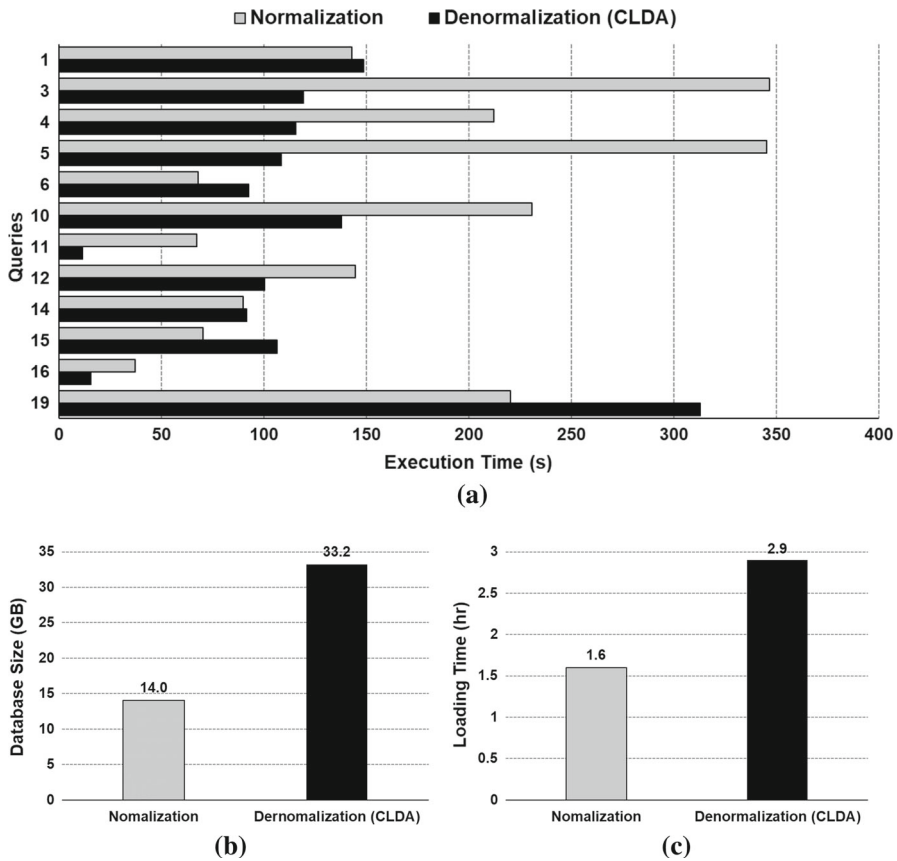 Normalization Denormalization (CLDA)
Queries
1
3
4
5
6
10
11
12
14
15
16
19
0 50 100 150 200 250 300 350 400
Execution Time (s)
(a)
Database Size (GB)
35
30
25
20
15
10
5
0
14.0
33.2
Nomalization Dernomalization (CLDA)
(b)
Loading Time (hr)
3
2.5
2
1.5
1
0.5
0
1.6
2.9
Nomalization Denormalization (CLDA)
(c)